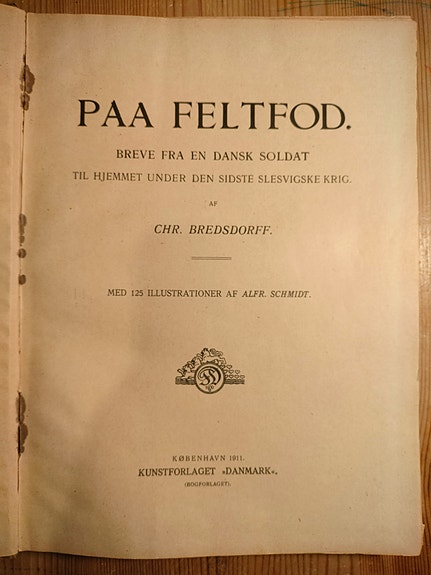 PAA FELTFOD.
BREVE FRA EN DANSK SOLDAT
TIL HJEMMET UNDER DEN SIDSTE SLESVIGSKE KRIG.
AF
CHR. BREDSDORFF.
MED 125 ILLUSTRATIONER AF ALFR. SCHMIDT.
KØBENHAVN 1911.
KUNSTFORLAGET »DANMARK«,
(BOGFORLAGET).